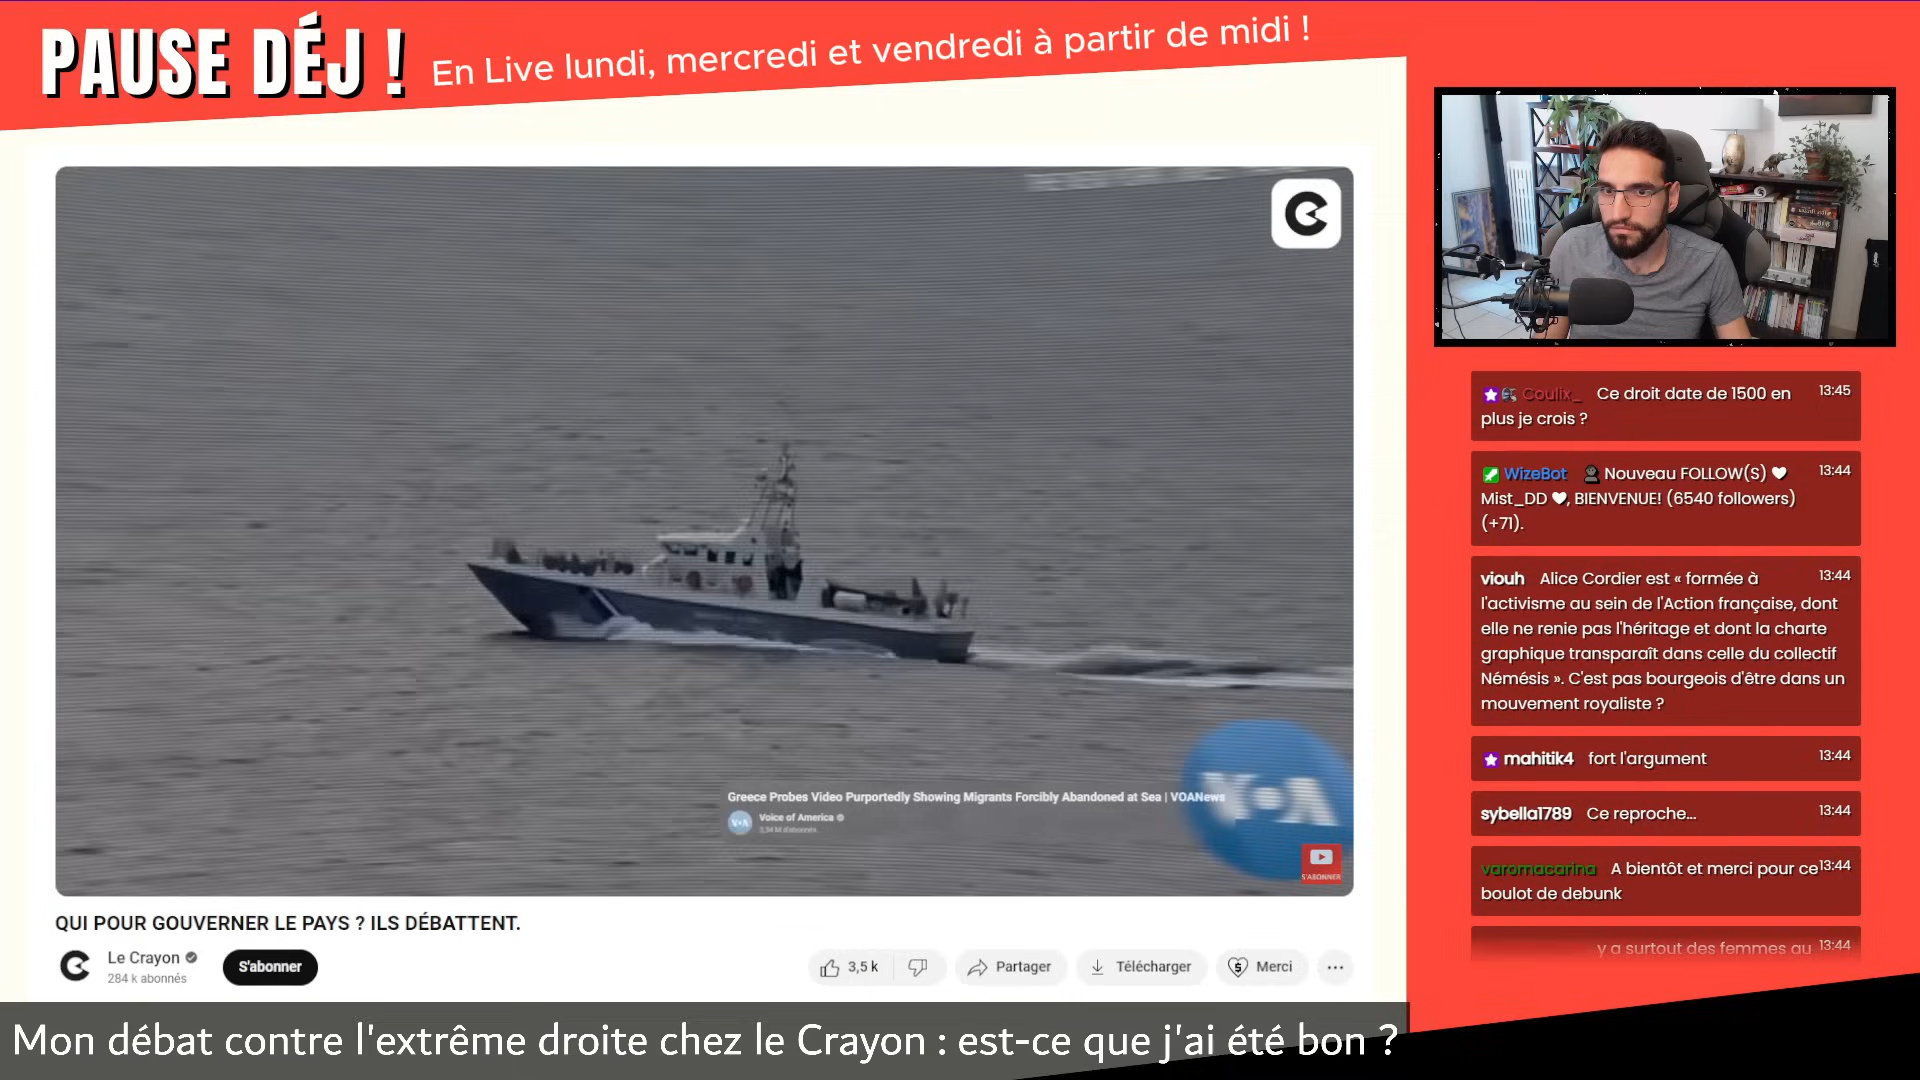 PAUSE DÉJ !
En Live lundi, mercredi et vendredi à partir de midi !
Greece Probes Video Purportedly Showing Migrants Forcibly Abandoned at Sea | VOANews
VOA
Voice of America
3,34 M d'abonnés
VOA
S'ABONNER
QUI POUR GOUVERNER LE PAYS ? ILS DÉBATTENT.
Le Crayon
284 k abonnés
S'abonner
3,5 k
Partager
Télécharger
Merci
Coulix_ Ce droit date de 1500 en 13:45
plus je crois ?
WizeBot Nouveau FOLLOW(S) 13:44
Mist_DD, BIENVENUE! (6540 followers)
(+71).
viouh Alice Cordier est « formée à 13:44
l'activisme au sein de l'Action française, dont
elle ne renie pas l'héritage et dont la charte
graphique transparaît dans celle du collectif
Némésis ». C'est pas bourgeois d'être dans un
mouvement royaliste ?
mahitik4 fort l'argument 13:44
sybella1789 Ce reproche... 13:44
varomacarina A bientôt et merci pour ce 13:44
boulot de debunk
y a surtout des femmes au 13:44
Mon débat contre l'extrême droite chez le Crayon : est-ce que j'ai été bon ?